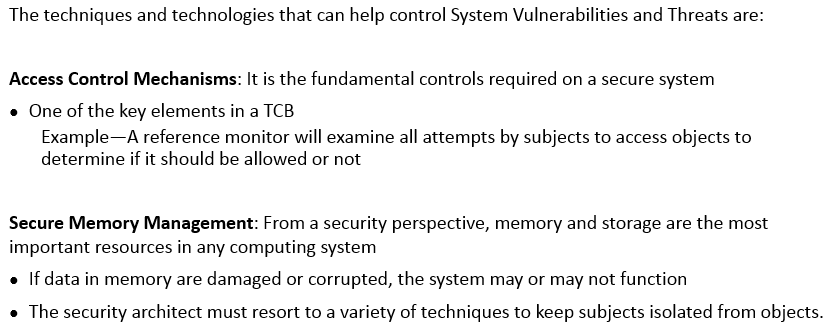 The techniques and technologies that can help control System Vulnerabilities and Threats are:
Access Control Mechanisms: It is the fundamental controls required on a secure system
• One of the key elements in a TCB
Example—A reference monitor will examine all attempts by subjects to access objects to
determine if it should be allowed or not
Secure Memory Management: From a security perspective, memory and storage are the most
important resources in any computing system
• If data in memory are damaged or corrupted, the system may or may not function
• The security architect must resort to a variety of techniques to keep subjects isolated from objects.